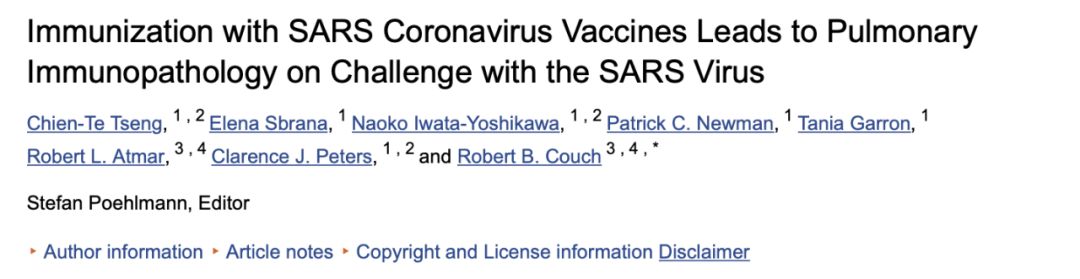 Immunization with SARS Coronavirus Vaccines Leads to Pulmonary
Immunopathology on Challenge with the SARS Virus
Chien-Te Tseng, 1 , 2 Elena Sbrana, 1 Naoko Iwata-Yoshikawa, 1 , 2 Patrick C. Newman, 1 Tania Garron, 1
Robert L. Atmar, 3 , 4 Clarence J. Peters, 1 , 2 and Robert B. Couch 3 , 4 , *
Stefan Poehlmann, Editor
▸ Author information ▸ Article notes ▸ Copyright and License information Disclaimer